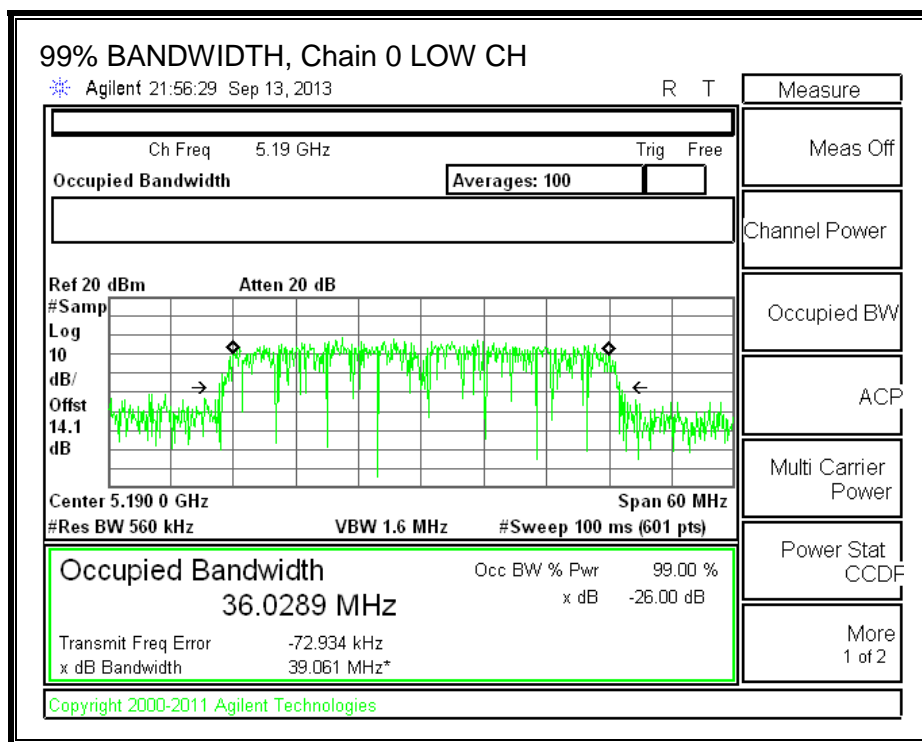 99% BANDWIDTH, Chain 0 LOW CH
Agilent 21:56:29 Sep 13, 2013 R T
Ch Freq 5.19 GHz Trig Free
Occupied Bandwidth Averages: 100
Ref 20 dBm Atten 20 dB
#Samp
Log
10
dB/
Offst
14.1
dB
Center 5.190 0 GHz Span 60 MHz
#Res BW 560 kHz VBW 1.6 MHz #Sweep 100 ms (601 pts)
Occupied Bandwidth Occ BW % Pwr 99.00 %
36.0289 MHz x dB -26.00 dB
Transmit Freq Error -72.934 kHz
x dB Bandwidth 39.061 MHz*
Copyright 2000-2011 Agilent Technologies
Measure
Meas Off
Channel Power
Occupied BW
ACP
Multi Carrier
Power
Power Stat
CCDF
More
1 of 2